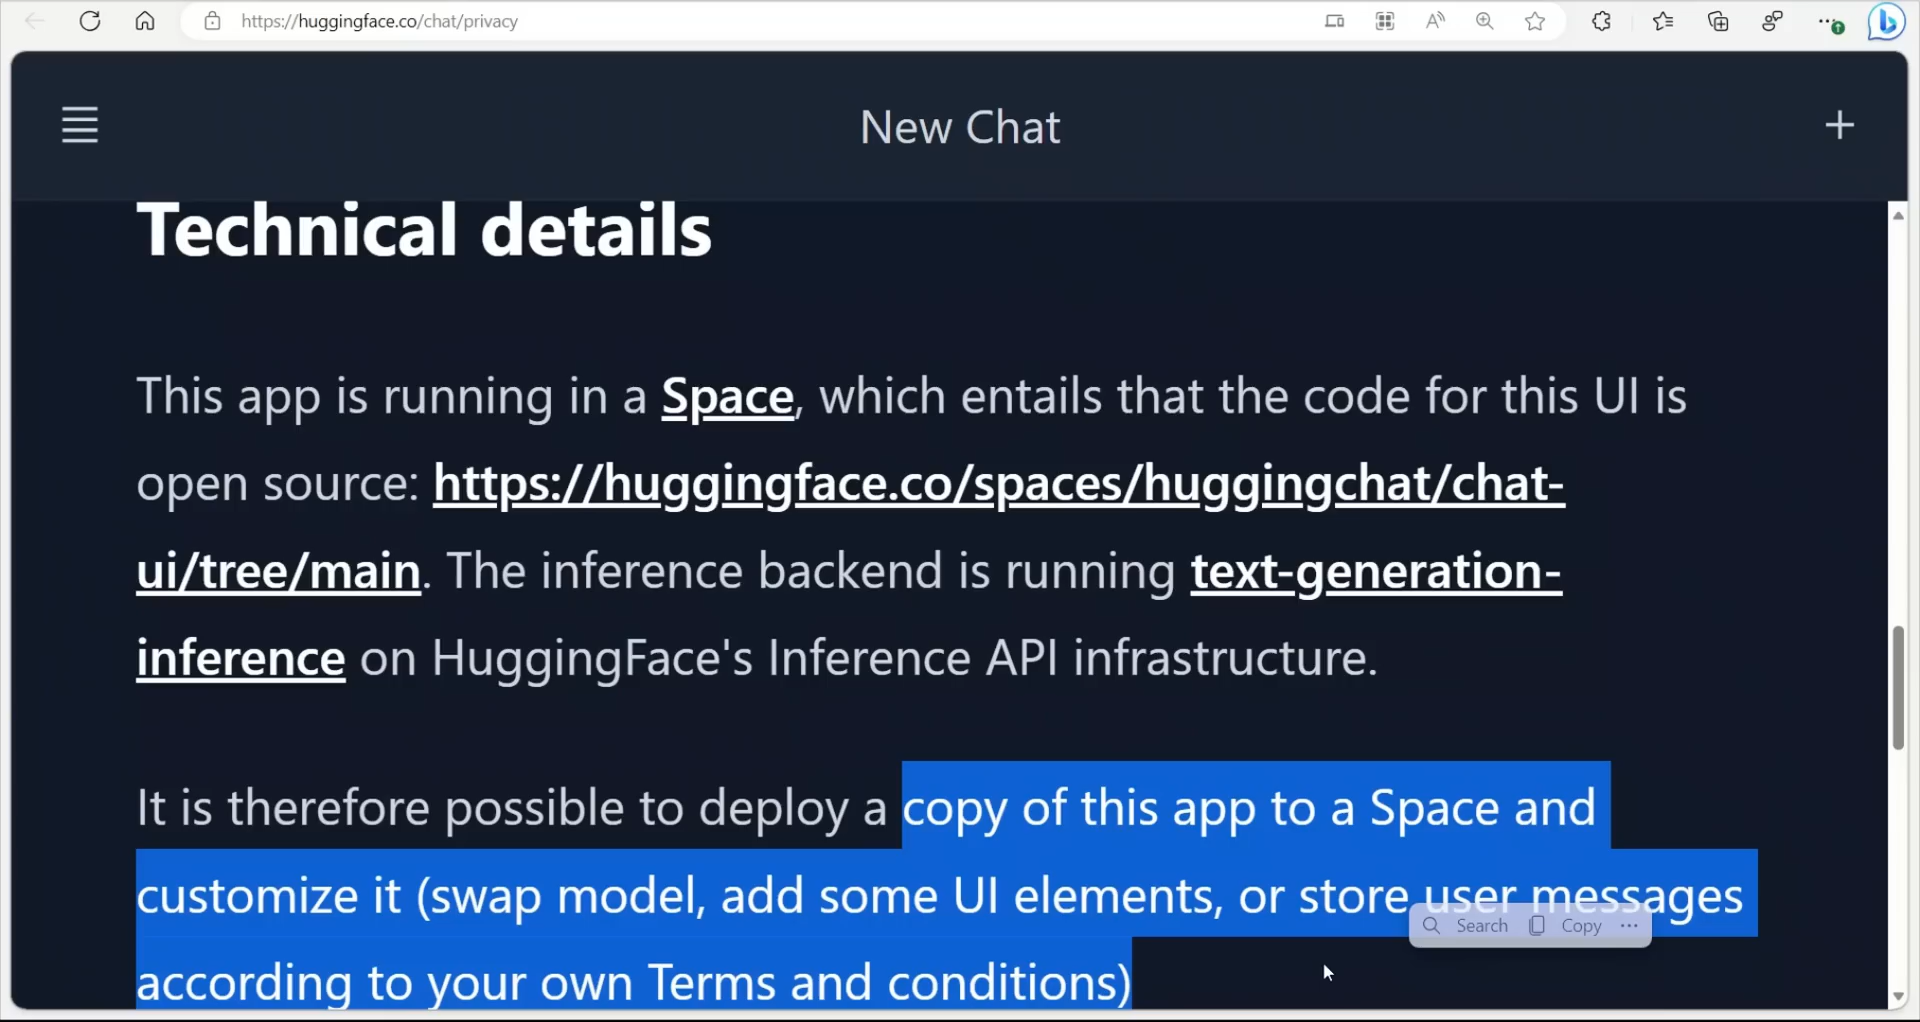 https://huggingface.co/chat/privacy
New Chat
Technical details
This app is running in a Space, which entails that the code for this UI is
open source: https://huggingface.co/spaces/huggingchat/chat-
ui/tree/main. The inference backend is running text-generation-
inference on HuggingFace's Inference API infrastructure.
It is therefore possible to deploy a copy of this app to a Space and
customize it (swap model, add some UI elements, or store user messages
Search Copy
according to your own Terms and conditions)